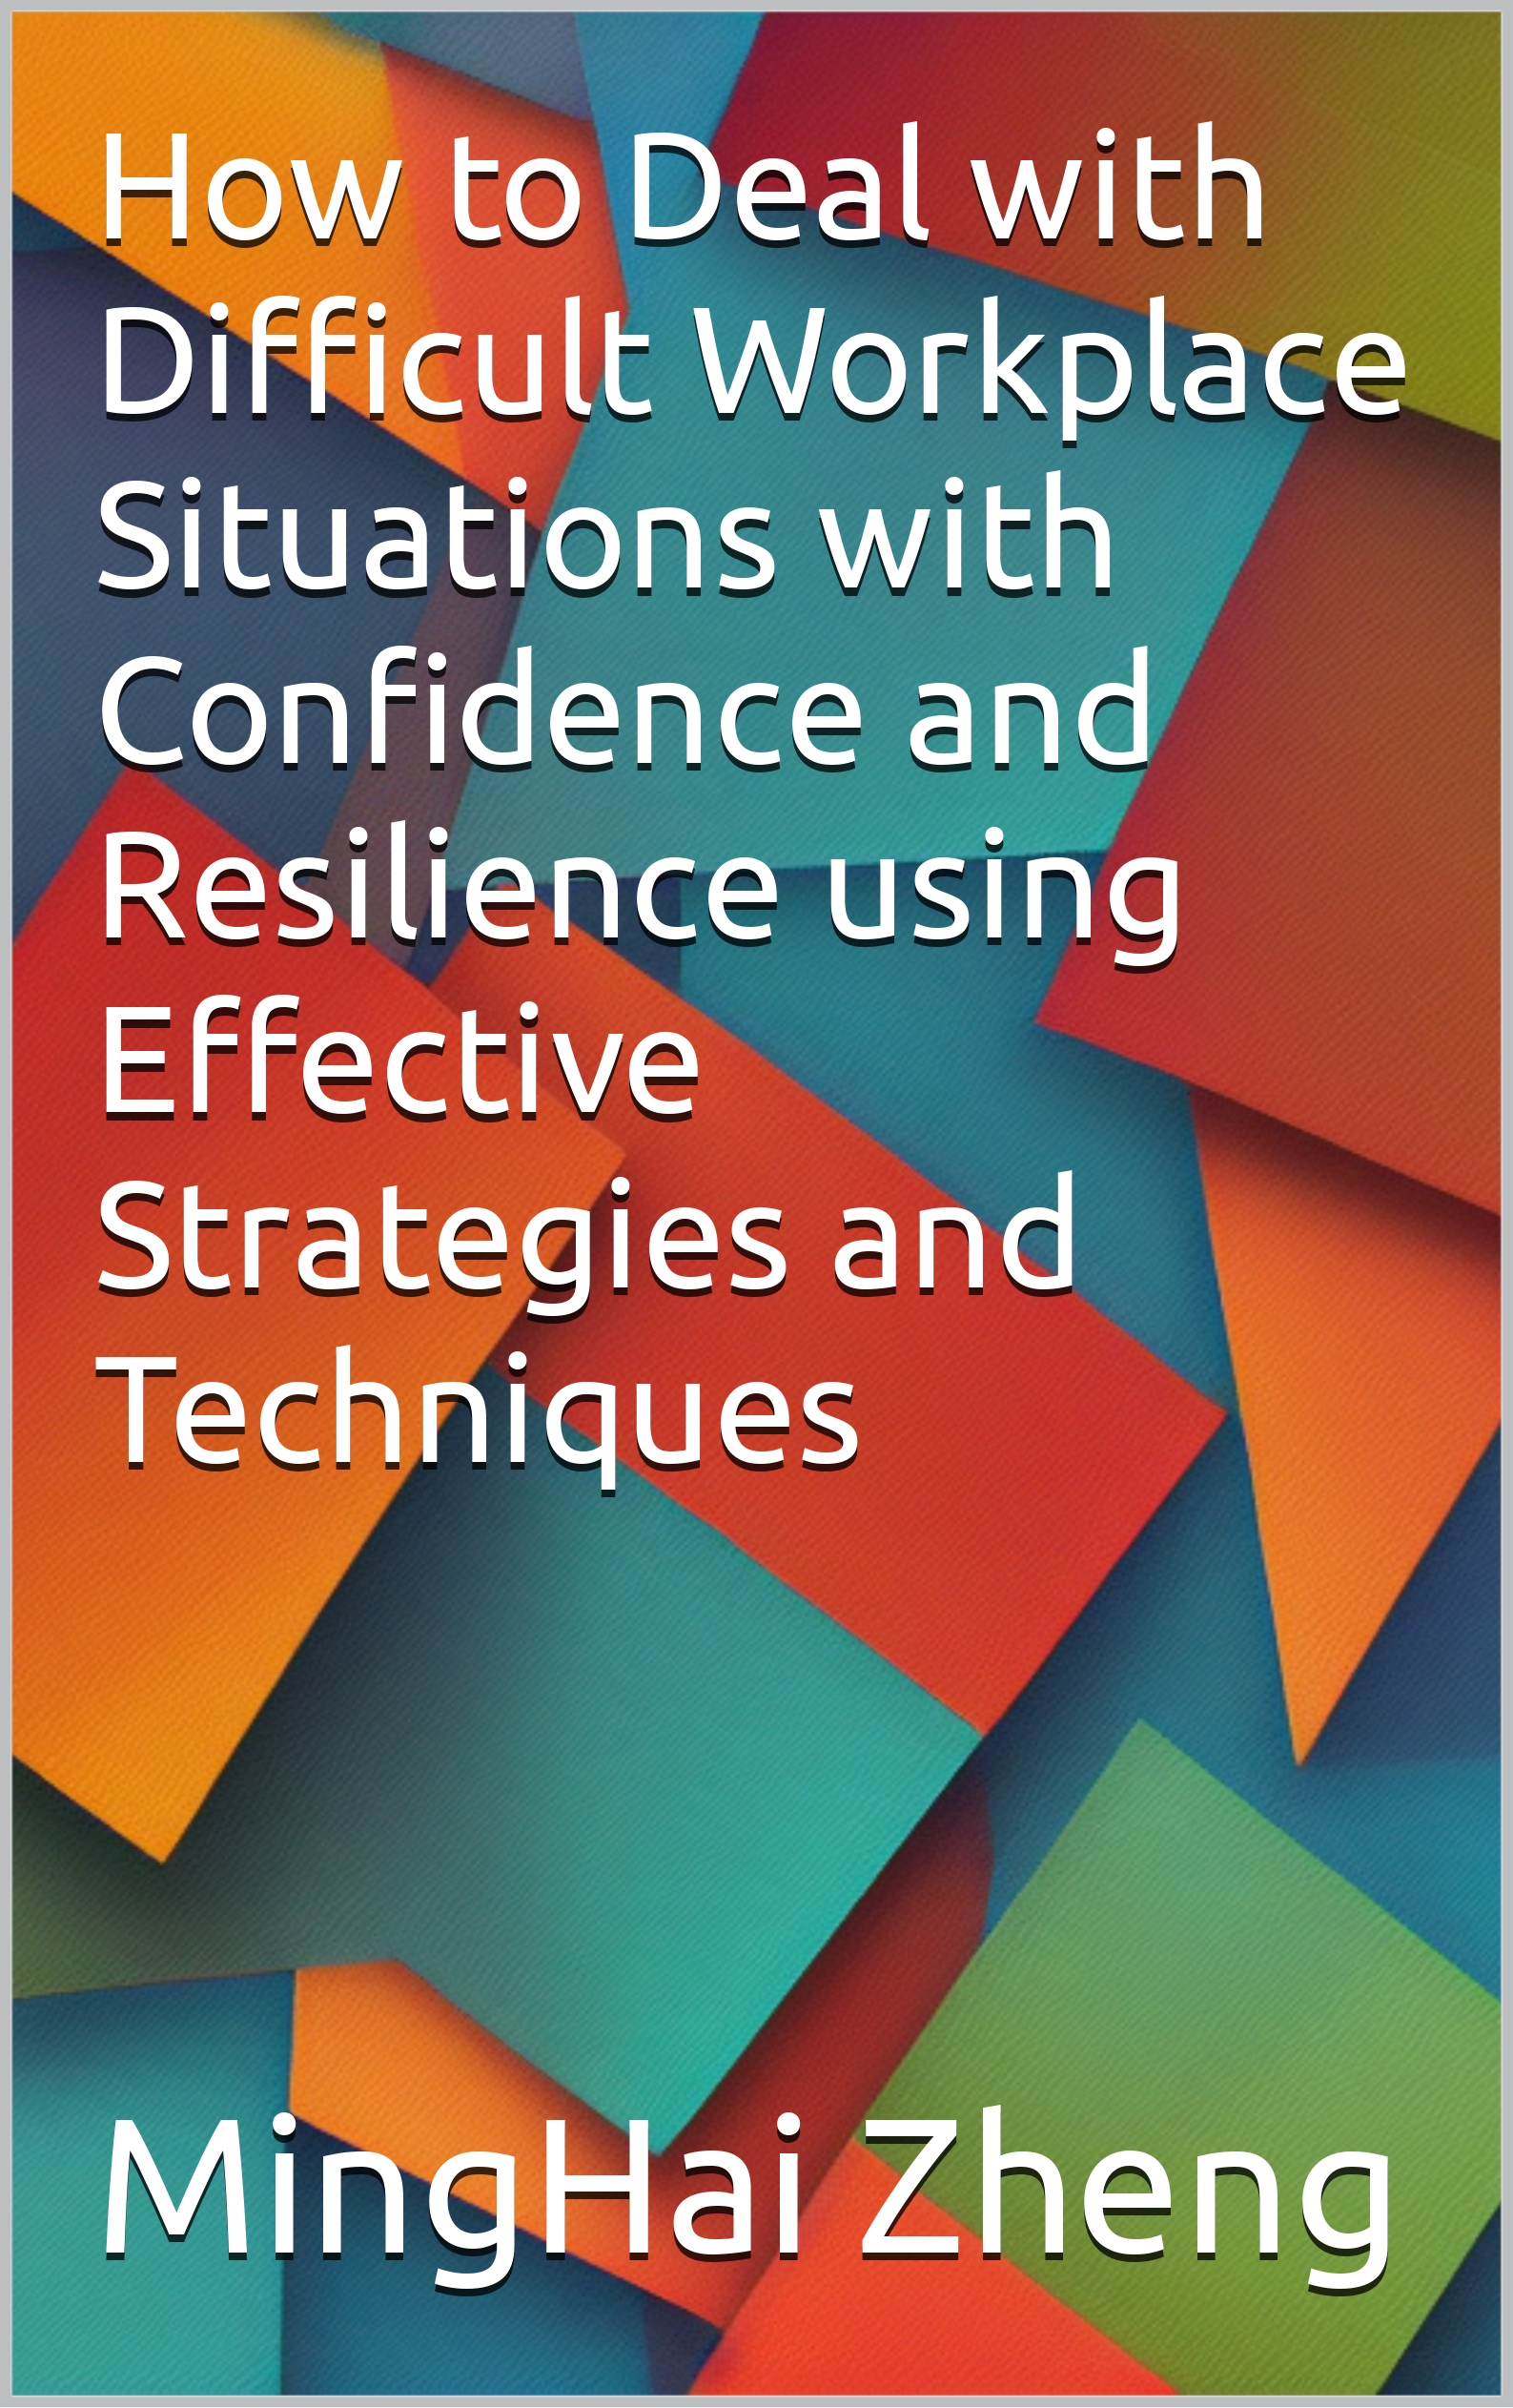 How to Deal with
Difficult Workplace
Situations with
Confidence and
Resilience using
Effective
Strategies and
Techniques
MingHai Zheng